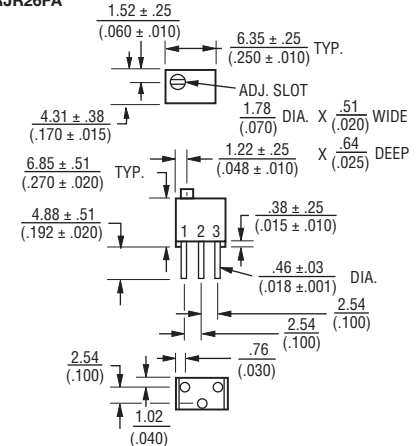 1.52 ± .25
(.060 ± .010)
6.35 ± .25
(.250 ± .010)
TYP.
ADJ. SLOT
1.78
(.070)
DIA. X
.51
(.020)
WIDE
X
.64
(.025)
DEEP
4.31 ± .38
(.170 ± .015)
1.22 ± .25
(.048 ± .010)
6.85 ± .51
(.270 ± .020)
TYP.
4.88 ± .51
(.192 ± .020)
.38 ± .25
(.015 ± .010)
1 2 3
.46 ±.03
(.018 ±.001)
DIA.
2.54
(.100)
2.54
(.100)
2.54
(.100)
.76
(.030)
1.02
(.040)